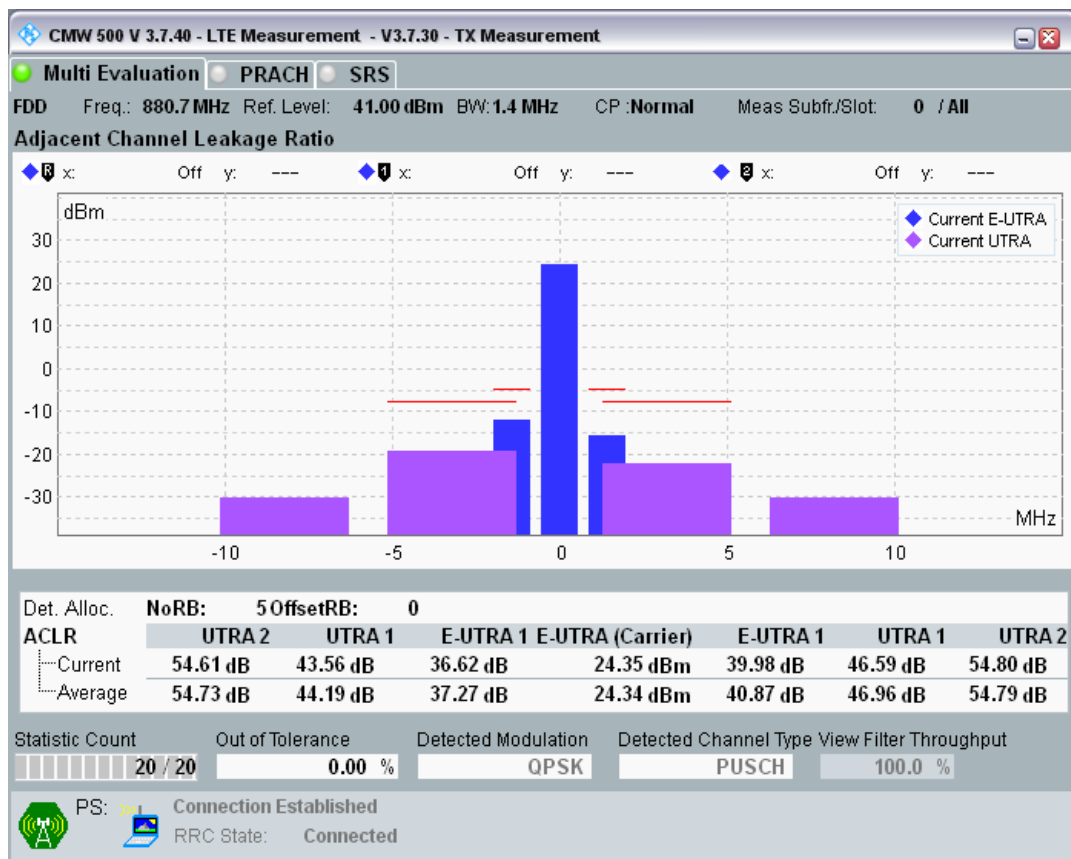 CMW 500 V 3.7.40 - LTE Measurement - V3.7.30 - TX Measurement
Multi Evaluation PRACH SRS
FDD Freq.: 880.7 MHz Ref. Level: 41.00 dBm BW: 1.4 MHz CP :Normal Meas Subfr./Slot: 0 / All
Adjacent Channel Leakage Ratio
R x: Off y: --- 1 x: Off y: --- 2 x: Off y: ---
dBm
Current E-UTRA
Current UTRA
30
20
10
0
-10
-20
-30
MHz
-10 -5 0 5 10
Det. Alloc. NoRB: 5 OffsetRB: 0
ACLR UTRA 2 UTRA 1 E-UTRA 1 E-UTRA (Carrier) E-UTRA 1 UTRA 1 UTRA 2
Current 54.61 dB 43.56 dB 36.62 dB 24.35 dBm 39.98 dB 46.59 dB 54.80 dB
Average 54.73 dB 44.19 dB 37.27 dB 24.34 dBm 40.87 dB 46.96 dB 54.79 dB
Statistic Count Out of Tolerance Detected Modulation Detected Channel Type View Filter Throughput
20 / 20 0.00 % QPSK PUSCH 100.0 %
PS: Connection Established
RRC State: Connected